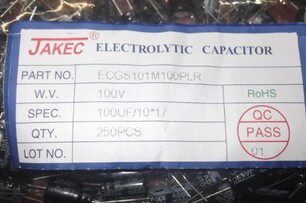 JAKEC ® ELECTROLYTIC CAPACITOR
PART NO. ECGS101M100PLR
W.V. 100V RoHS
SPEC. 100UF/10*17
QTY. 250PCS
LOT NO.
QC
PASS
01